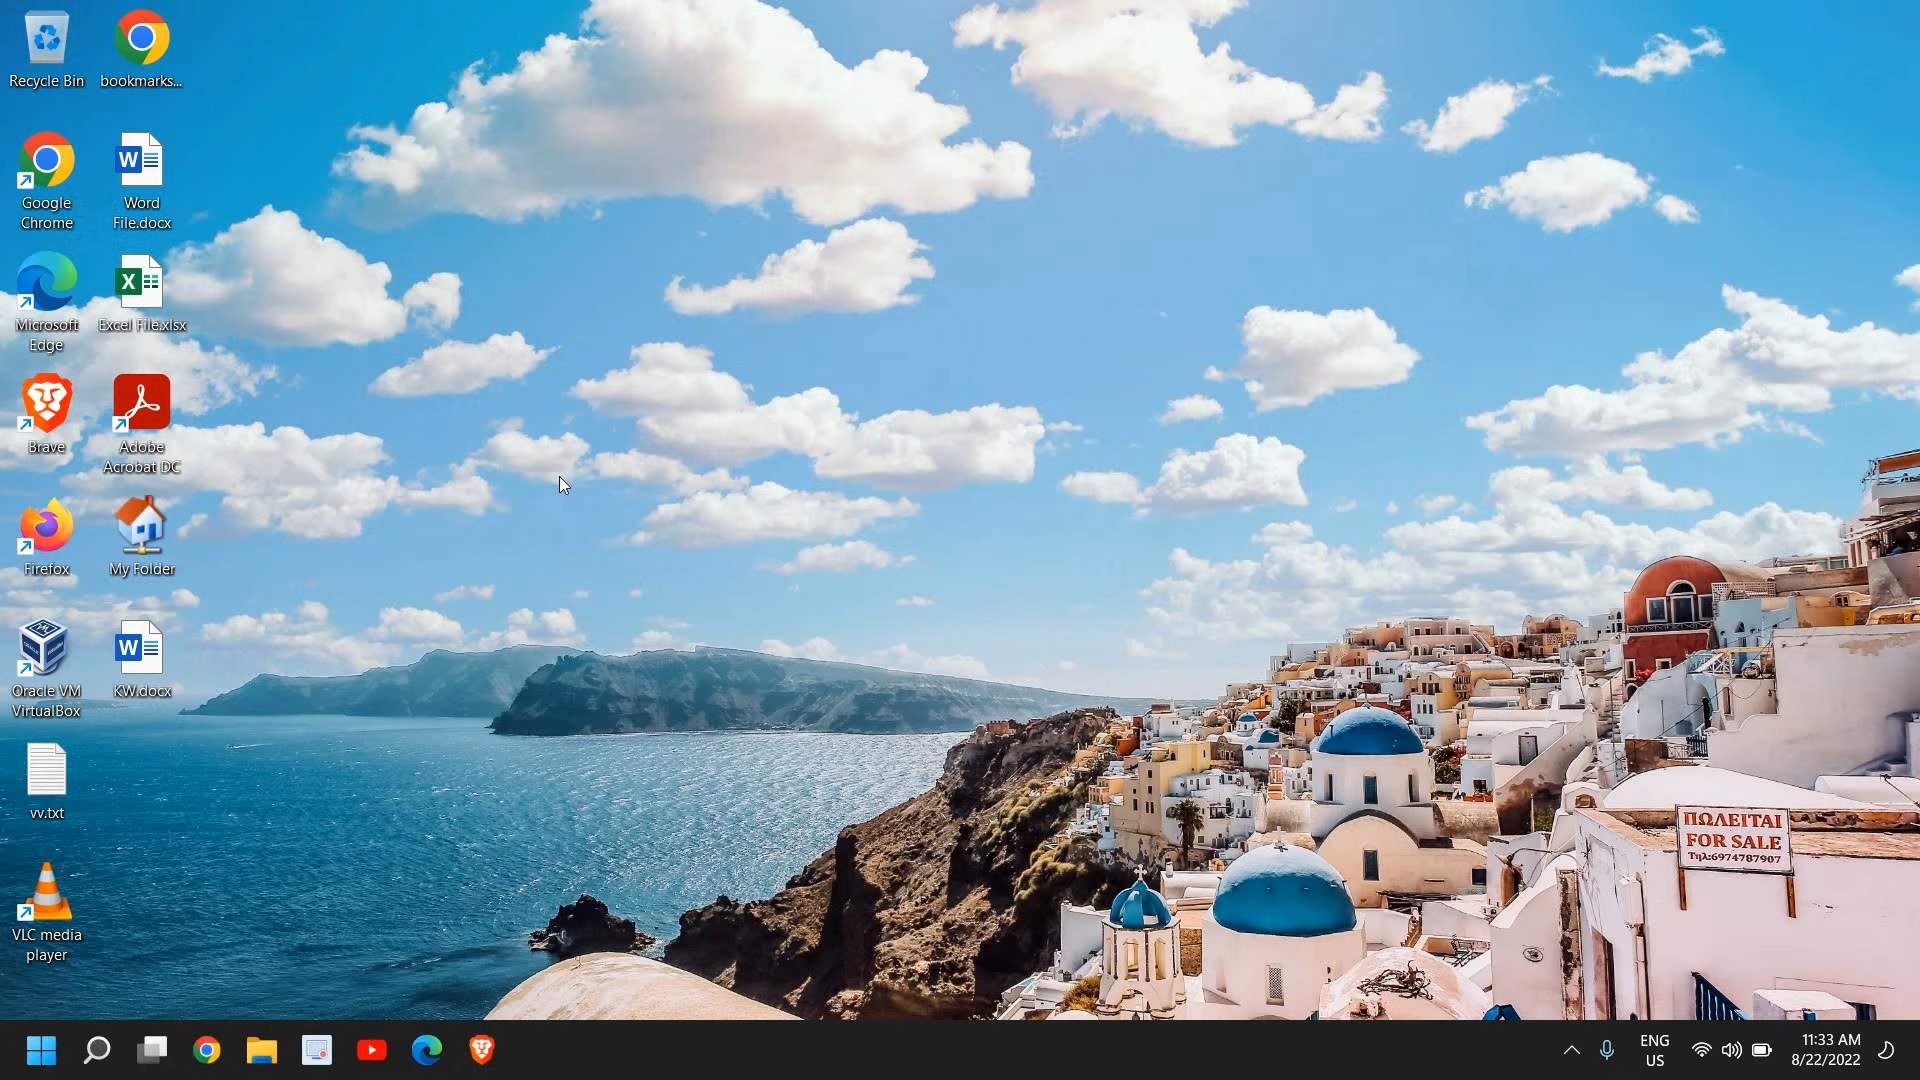 Recycle Bin
bookmarks...
Google
Chrome
Word
File.docx
Microsoft
Edge
Excel File.xlsx
Brave
Adobe
Acrobat DC
Firefox
My Folder
Oracle VM
VirtualBox
KW.docx
vv.txt
VLC media
player
ΠΩΛΕΙΤΑΙ
FOR SALE
Τηλ:6974787907
ENG
US
11:33 AM
8/22/2022